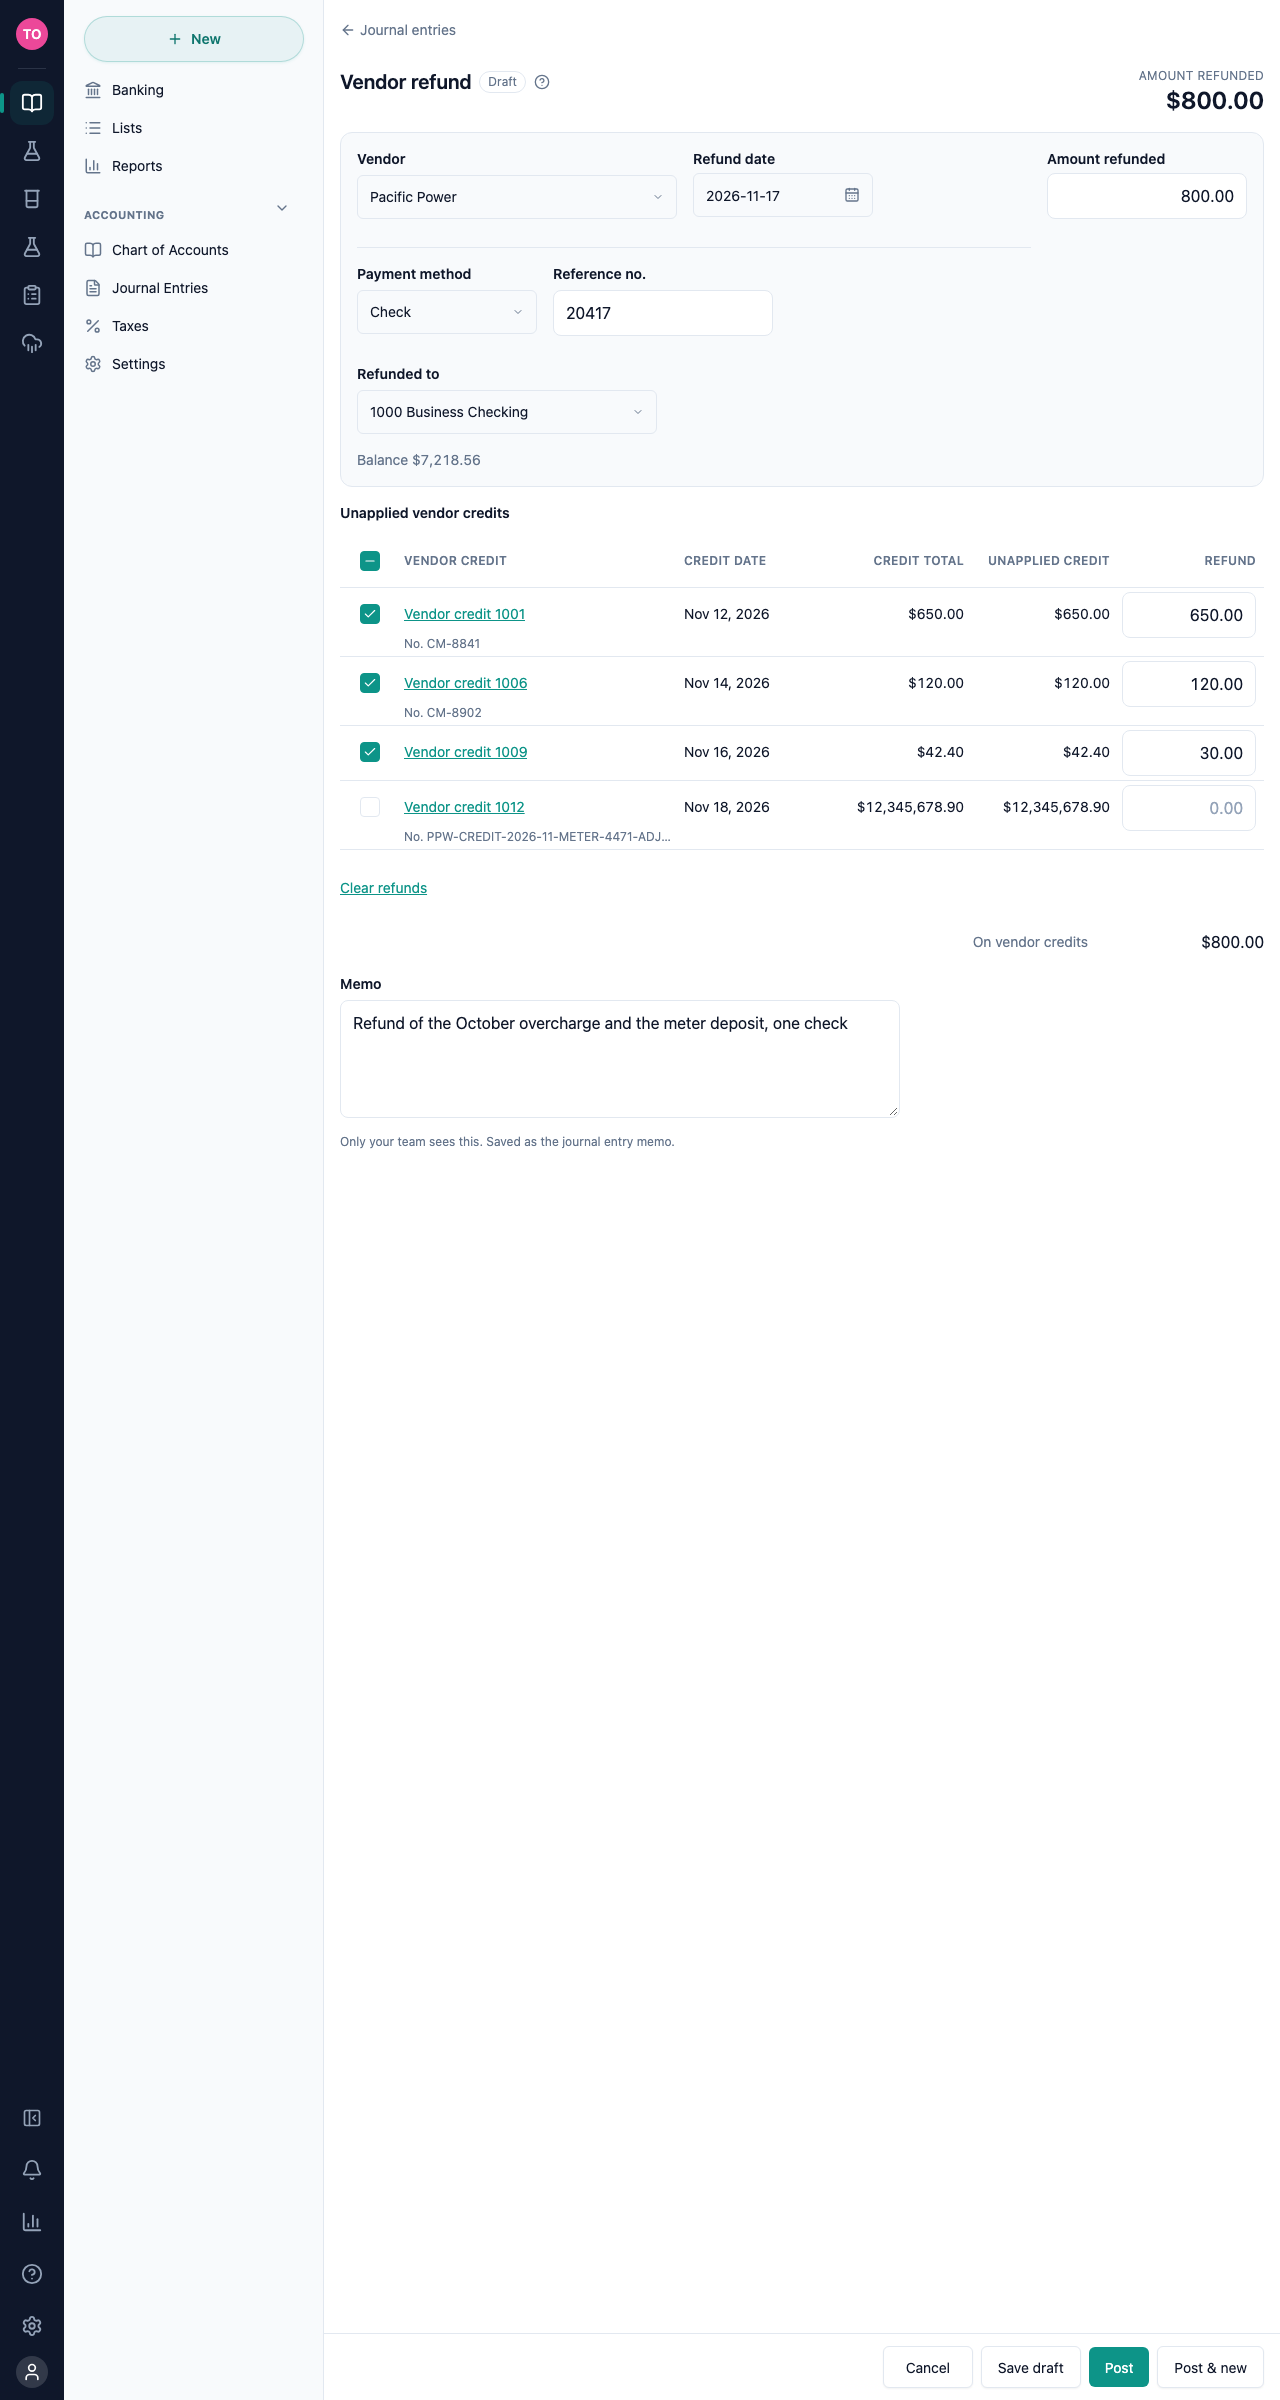 TO
New
Banking
Lists
Reports
ACCOUNTING
Chart of Accounts
Journal Entries
Taxes
Settings
Journal entries
Vendor refund
Draft
AMOUNT REFUNDED
$800.00
Vendor
Refund date
Amount refunded
Pacific Power
2026-11-17
800.00
Payment method
Reference no.
Check
20417
Refunded to
1000 Business Checking
Balance $7,218.56
Unapplied vendor credits
VENDOR CREDIT CREDIT DATE CREDIT TOTAL UNAPPLIED CREDIT REFUND
Vendor credit 1001 Nov 12, 2026 $650.00 $650.00 650.00
No. CM-8841
Vendor credit 1006 Nov 14, 2026 $120.00 $120.00 120.00
No. CM-8902
Vendor credit 1009 Nov 16, 2026 $42.40 $42.40 30.00
Vendor credit 1012 Nov 18, 2026 $12,345,678.90 $12,345,678.90 0.00
No. PPW-CREDIT-2026-11-METER-4471-ADJ...
Clear refunds
On vendor credits $800.00
Memo
Refund of the October overcharge and the meter deposit, one check
Only your team sees this. Saved as the journal entry memo.
Cancel
Save draft
Post
Post & new